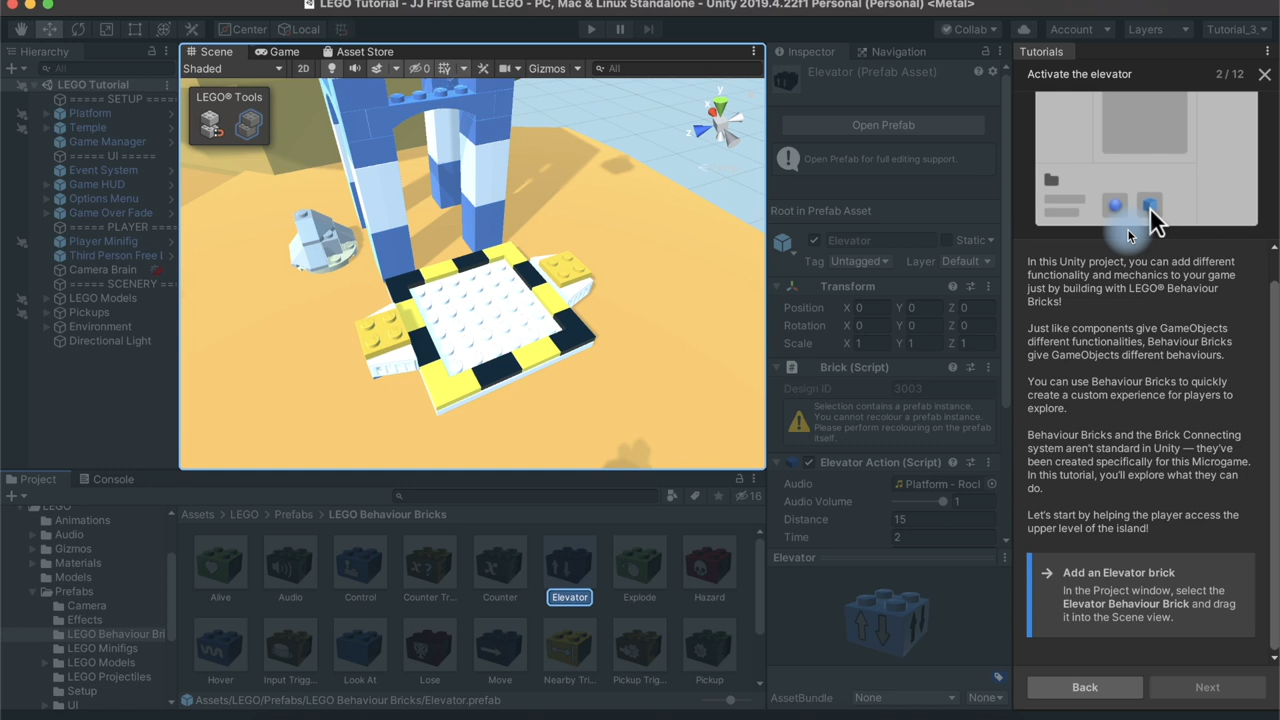 LEGO Tutorial - JJ First Game LEGO - PC, Mac & Linux Standalone - Unity 2019.4.22f1 Personal (Personal) <Metal>
Center Local Collab Account Layers Tutorial_3_
Hierarchy
All
LEGO Tutorial
===== SETUP ====
Platform
Temple
Game Manager
===== UI =====
Event System
Game HUD
Options Menu
Game Over Fade
===== PLAYER ====
Player Minifig
Third Person Free L
Camera Brain
===== SCENERY ===
LEGO Models
Pickups
Environment
Directional Light
Scene Game Asset Store
Shaded 2D 0 Gizmos All
LEGO® Tools
y
x
z
Inspector Navigation
Elevator (Prefab Asset)
Open Prefab
Open Prefab for full editing support.
Root in Prefab Asset
Elevator Static
Tag Untagged Layer Default
Transform
Position X 0 Y 0 Z 0
Rotation X 0 Y 0 Z 0
Scale X 1 Y 1 Z 1
Brick (Script)
Design ID 3003
Selection contains a prefab instance.
You cannot recolour a prefab instance.
Please perform recolouring on the prefab
itself.
Elevator Action (Script)
Audio Platform - Rocl
Audio Volume 1
Distance 15
Time 2
Elevator
AssetBundle None None
Tutorials
Activate the elevator 2 / 12
In this Unity project, you can add different
functionality and mechanics to your game
just by building with LEGO® Behaviour
Bricks!
Just like components give GameObjects
different functionalities, Behaviour Bricks
give GameObjects different behaviours.
You can use Behaviour Bricks to quickly
create a custom experience for players to
explore.
Behaviour Bricks and the Brick Connecting
system aren't standard in Unity — they've
been created specifically for this Microgame.
In this tutorial, you'll explore what they can
do.
Let's start by helping the player access the
upper level of the island!
Add an Elevator brick
In the Project window, select the
Elevator Behaviour Brick and drag
it into the Scene view.
Back Next
Project Console
16
LEGO
Animations
Audio
Gizmos
Materials
Models
Prefabs
Camera
Effects
LEGO Behaviour Bri
LEGO Minifigs
LEGO Models
LEGO Projectiles
Setup
UI
Assets > LEGO > Prefabs > LEGO Behaviour Bricks
Alive Audio Control Counter Tr... Counter Elevator Explode Hazard
Hover Input Trigg... Look At Lose Move Nearby Tri... Pickup Trig... Pickup
Assets/LEGO/Prefabs/LEGO Behaviour Bricks/Elevator.prefab